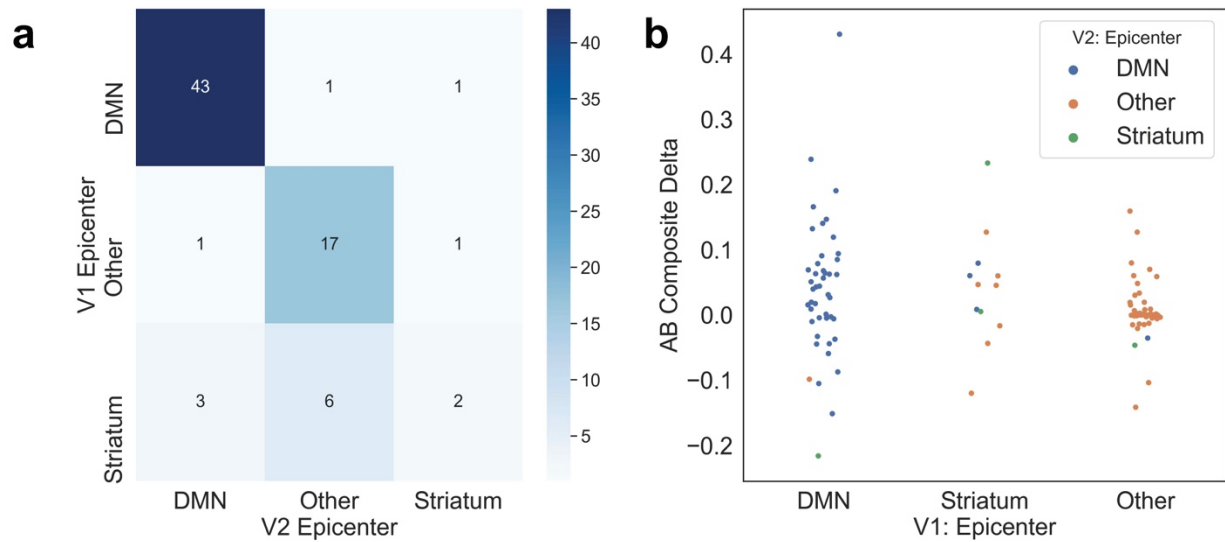 a
DMN
Other
Striatum
V1 Epicenter
43 1 1
1 17 1
3 6 2
DMN Other Striatum
V2 Epicenter
40
35
30
25
20
15
10
5
b
AB Composite Delta
0.4
0.3
0.2
0.1
0.0
−0.1
−0.2
V2: Epicenter
DMN
Other
Striatum
DMN Striatum Other
V1: Epicenter